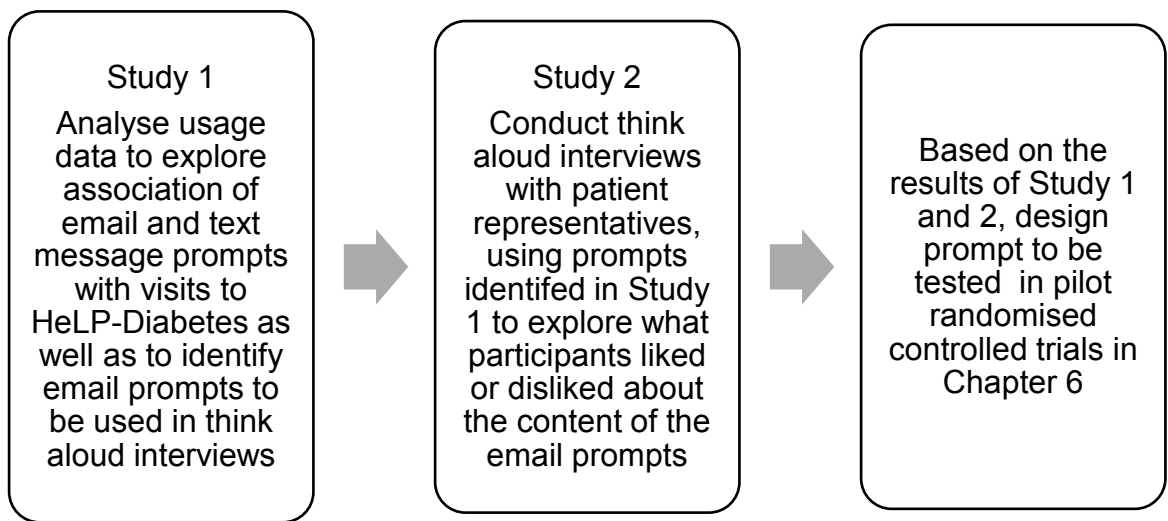 Study 1
Analyse usage
data to explore
association of
email and text
message prompts
with visits to
HeLP-Diabetes as
well as to identify
email prompts to
be used in think
aloud interviews
Study 2
Conduct think
aloud interviews
with patient
representatives,
using prompts
identifed in Study
1 to explore what
participants liked
or disliked about
the content of the
email prompts
Based on the
results of Study 1
and 2, design
prompt to be
tested in pilot
randomised
controlled trials in
Chapter 6